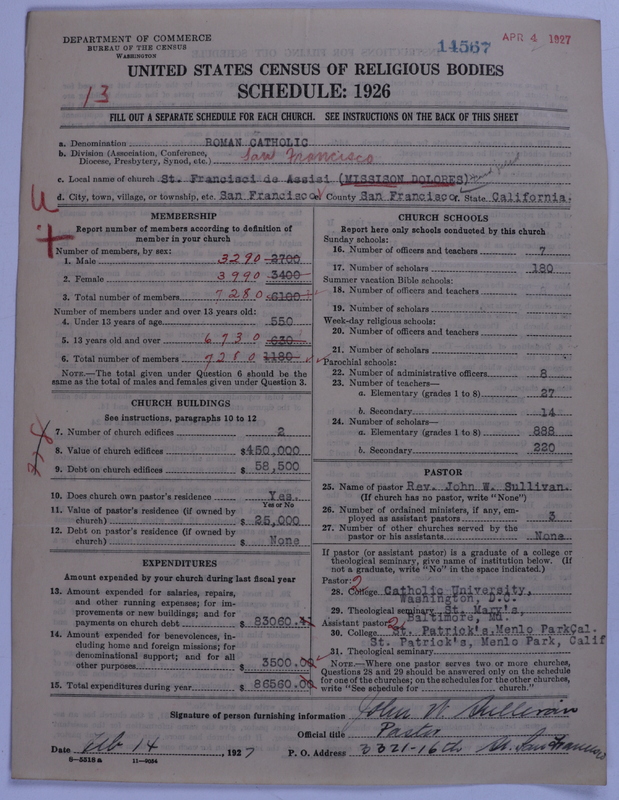 DEPARTMENT OF COMMERCE
BUREAU OF THE CENSUS
WASHINGTON
14567
APR 4 1927
13
UNITED STATES CENSUS OF RELIGIOUS BODIES
SCHEDULE: 1926
FILL OUT A SEPARATE SCHEDULE FOR EACH CHURCH. SEE INSTRUCTIONS ON THE BACK OF THIS SHEET
a. Denomination ROMAN CATHOLIC
b. Division (Association, Conference, Diocese, Presbytery, Synod, etc.) San Francisco
c. Local name of church St. Francisci de Assisi (MISSISON DOLORES)
d. City, town, village, or township, etc. San Francisco e. County San Francisco f. State California.
MEMBERSHIP
Report number of members according to definition of member in your church
Number of members, by sex:
1. Male 3290 2700
2. Female 3990 3400
3. Total number of members 7280 6100
Number of members under and over 13 years old:
4. Under 13 years of age 550
5. 13 years old and over 6730 630
6. Total number of members 7280 1180
NOTE.—The total given under Question 6 should be the same as the total of males and females given under Question 3.
CHURCH BUILDINGS
See instructions, paragraphs 10 to 12
7. Number of church edifices 2
8. Value of church edifices $450,000
9. Debt on church edifices $ 58,500
10. Does church own pastor's residence Yes.
Yes or No
11. Value of pastor's residence (if owned by church) $ 25,000
12. Debt on pastor's residence (if owned by church) $ None
EXPENDITURES
Amount expended by your church during last fiscal year
13. Amount expended for salaries, repairs, and other running expenses; for improvements or new buildings; and for payments on church debt $ 83060.
14. Amount expended for benevolences, including home and foreign missions; for denominational support; and for all other purposes $ 3500.00
15. Total expenditures during year $ 86560.00
CHURCH SCHOOLS
Report here only schools conducted by this church
Sunday schools:
16. Number of officers and teachers 7
17. Number of scholars 180
Summer vacation Bible schools:
18. Number of officers and teachers
19. Number of scholars
Week-day religious schools:
20. Number of officers and teachers
21. Number of scholars
Parochial schools:
22. Number of administrative officers 8
23. Number of teachers—
a. Elementary (grades 1 to 8) 27
b. Secondary 14
24. Number of scholars—
a. Elementary (grades 1 to 8) 888
b. Secondary 220
PASTOR
25. Name of pastor Rev. John W. Sullivan.
(If church has no pastor, write "None")
26. Number of ordained ministers, if any, employed as assistant pastors 3
27. Number of other churches served by the pastor or his assistants None
If pastor (or assistant pastor) is a graduate of a college or theological seminary, give name of institution below. (If not a graduate, write "No" in the space indicated.)
Pastor: 2
28. College Catholic University, Washington, D.C.
29. Theological seminary St. Mary's, Baltimore, Md.
Assistant pastor: 2
30. College St. Patrick's, Menlo Park Cal.
St. Patrick's, Menlo Park, Calif
31. Theological seminary
NOTE.—Where one pastor serves two or more churches, Questions 28 and 29 should be answered only on the schedule for one of the churches; on the schedules for the other churches, write "See schedule for church."
Signature of person furnishing information John W. Sullivan
Official title Pastor
Date Feb 14, 1927 P. O. Address 3321-16th St. San Francisco
8—5518 a 11—9084